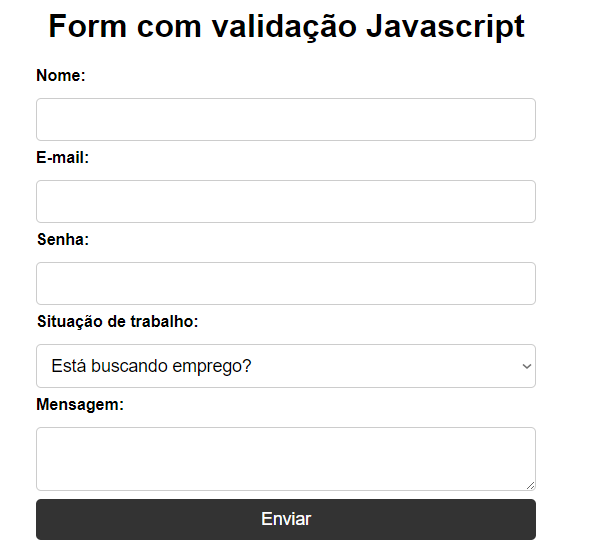 Form com validação Javascript
Nome:
E-mail:
Senha:
Situação de trabalho:
Está buscando emprego?
Mensagem:
Enviar